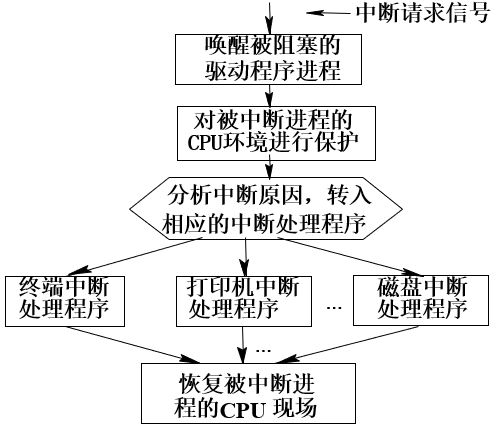 中断请求信号
唤醒被阻塞的
驱动程序进程
对被中断进程的
CPU环境进行保护
分析中断原因，转入
相应的中断处理程序
终端中断
处理程序
打印机中断
处理程序
...
磁盘中断
处理程序
...
恢复被中断进
程的CPU 现场